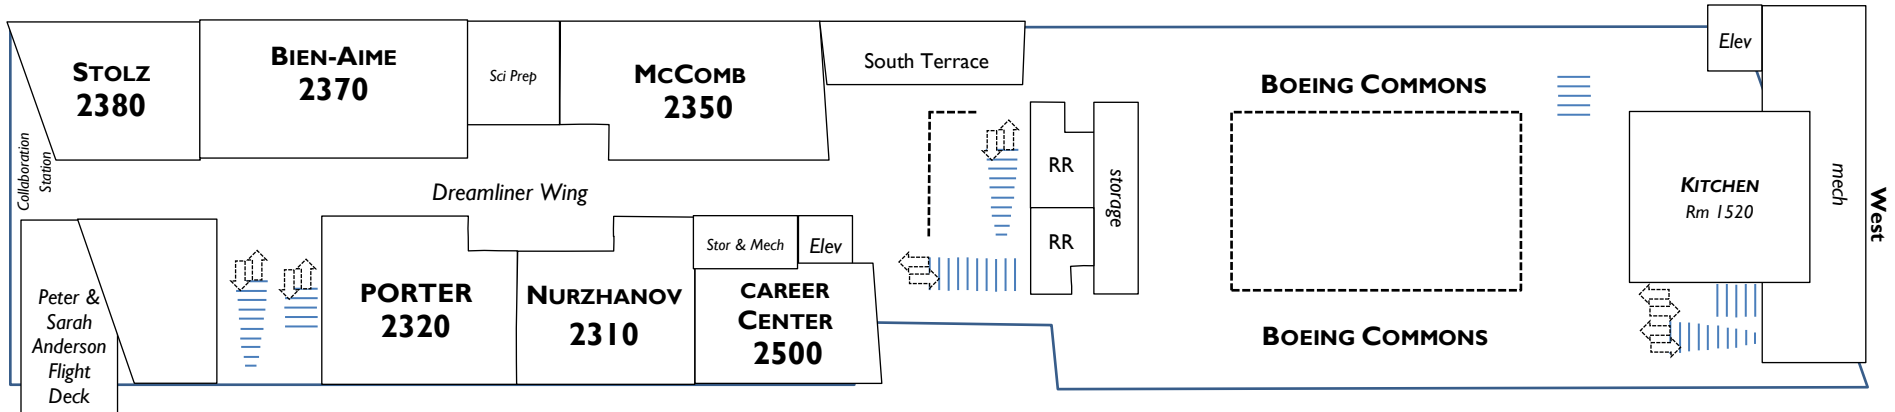 STOLZ
2380
BIEN-AIME
2370
Sci Prep
MCCOMB
2350
South Terrace
BOEING COMMONS
Elev
Collaboration
Station
Dreamliner Wing
RR
RR
storage
KITCHEN
Rm 1520
mech
West
Peter &
Sarah
Anderson
Flight
Deck
PORTER
2320
NURZHANOV
2310
Stor & Mech
Elev
CAREER
CENTER
2500
BOEING COMMONS